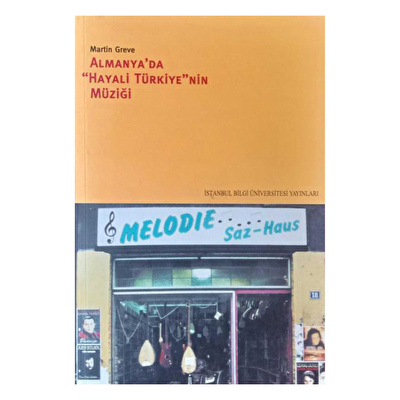 Martin Greve
ALMANYA'DA
"HAYALİ TÜRKİYE"NİN
MÜZİĞİ
İSTANBUL BİLGİ ÜNİVERSİTESİ YAYINLARI
MELODIE......
Saz-Haus
18